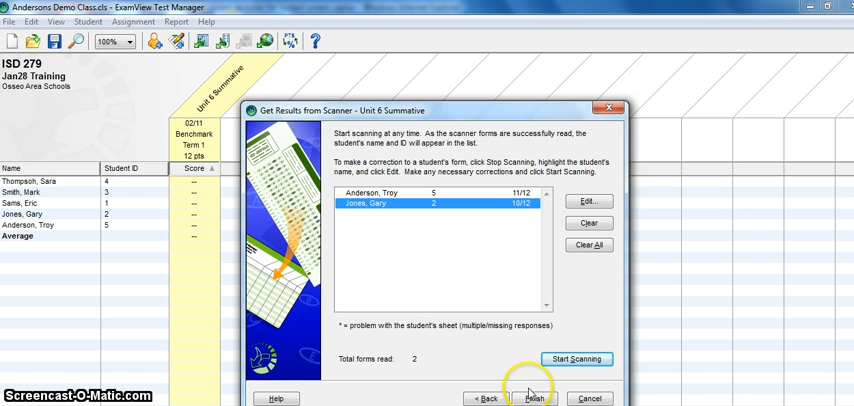 Andersons Demo Class.cls - ExamView Test Manager
File Edit View Student Assignment Report Help
100%
PTS
%
?
ISD 279
Jan28 Training
Osseo Area Schools
Unit 6 Summative
02/11
Benchmark
Term 1
12 pts
Name Student ID Score
Thompson, Sara 4 --
Smith, Mark 3 --
Sams, Eric 1 --
Jones, Gary 2 --
Anderson, Troy 5 --
Average --
Get Results from Scanner - Unit 6 Summative
Start scanning at any time. As the scanner forms are successfully read, the
student's name and ID will appear in the list.
To make a correction to a student's form, click Stop Scanning, highlight the student's
name, and click Edit. Make any necessary corrections and click Start Scanning.
Anderson, Troy 5 11/12
Jones, Gary 2 10/12
Edit...
Clear
Clear All
* = problem with the student's sheet (multiple/missing responses)
Total forms read: 2
Start Scanning
Help
< Back
Finish
Cancel
Screencast-O-Matic.com